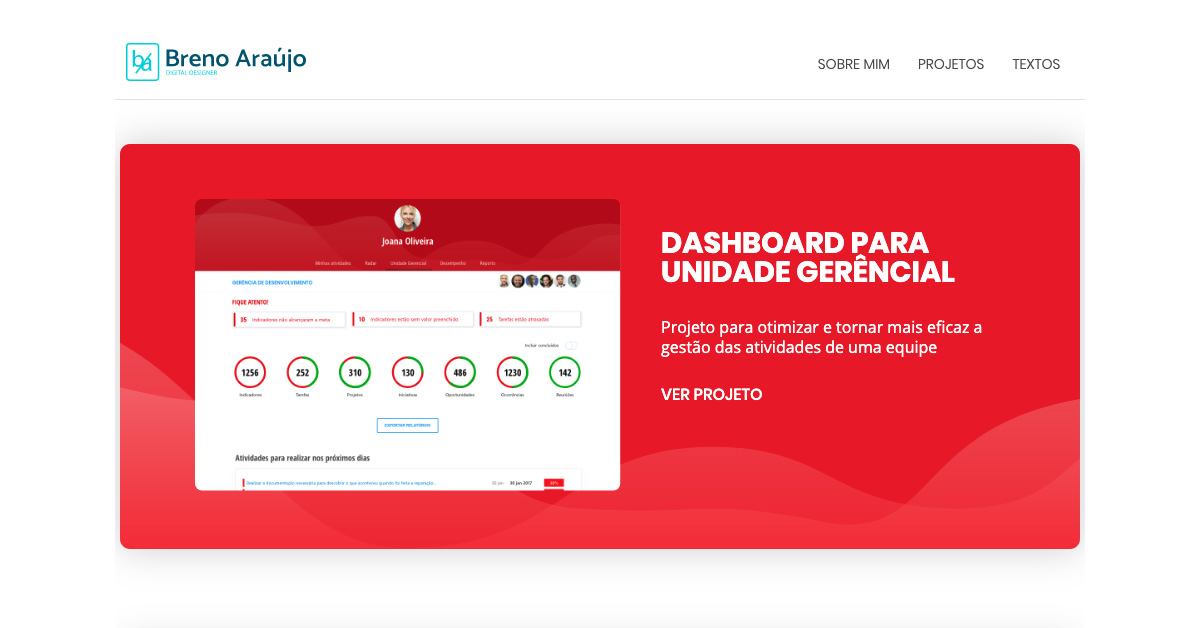 bá
Breno Araújo
DIGITAL DESIGNER
SOBRE MIM PROJETOS TEXTOS
Joana Oliveira
Minhas atividades Radar Unidade Gerencial Desempenho Reports
GERÊNCIA DE DESENVOLVIMENTO
FIQUE ATENTO!
35 Indicadores não alcançaram a meta
10 Indicadores estão sem valor preenchido
25 Tarefas estão atrasadas
Incluir concluídos
1256 252 310 130 486 1230 142
Indicadores Tarefas Projetos Iniciativas Oportunidades Ocorrências Reuniões
EXPORTAR RELATÓRIOS
Atividades para realizar nos próximos dias
Realizar a documentação necessária para descobrir o que aconteceu quando foi feita a reparação...
30 jan 2017
DASHBOARD PARA
UNIDADE GERÊNCIAL
Projeto para otimizar e tornar mais eficaz a
gestão das atividades de uma equipe
VER PROJETO